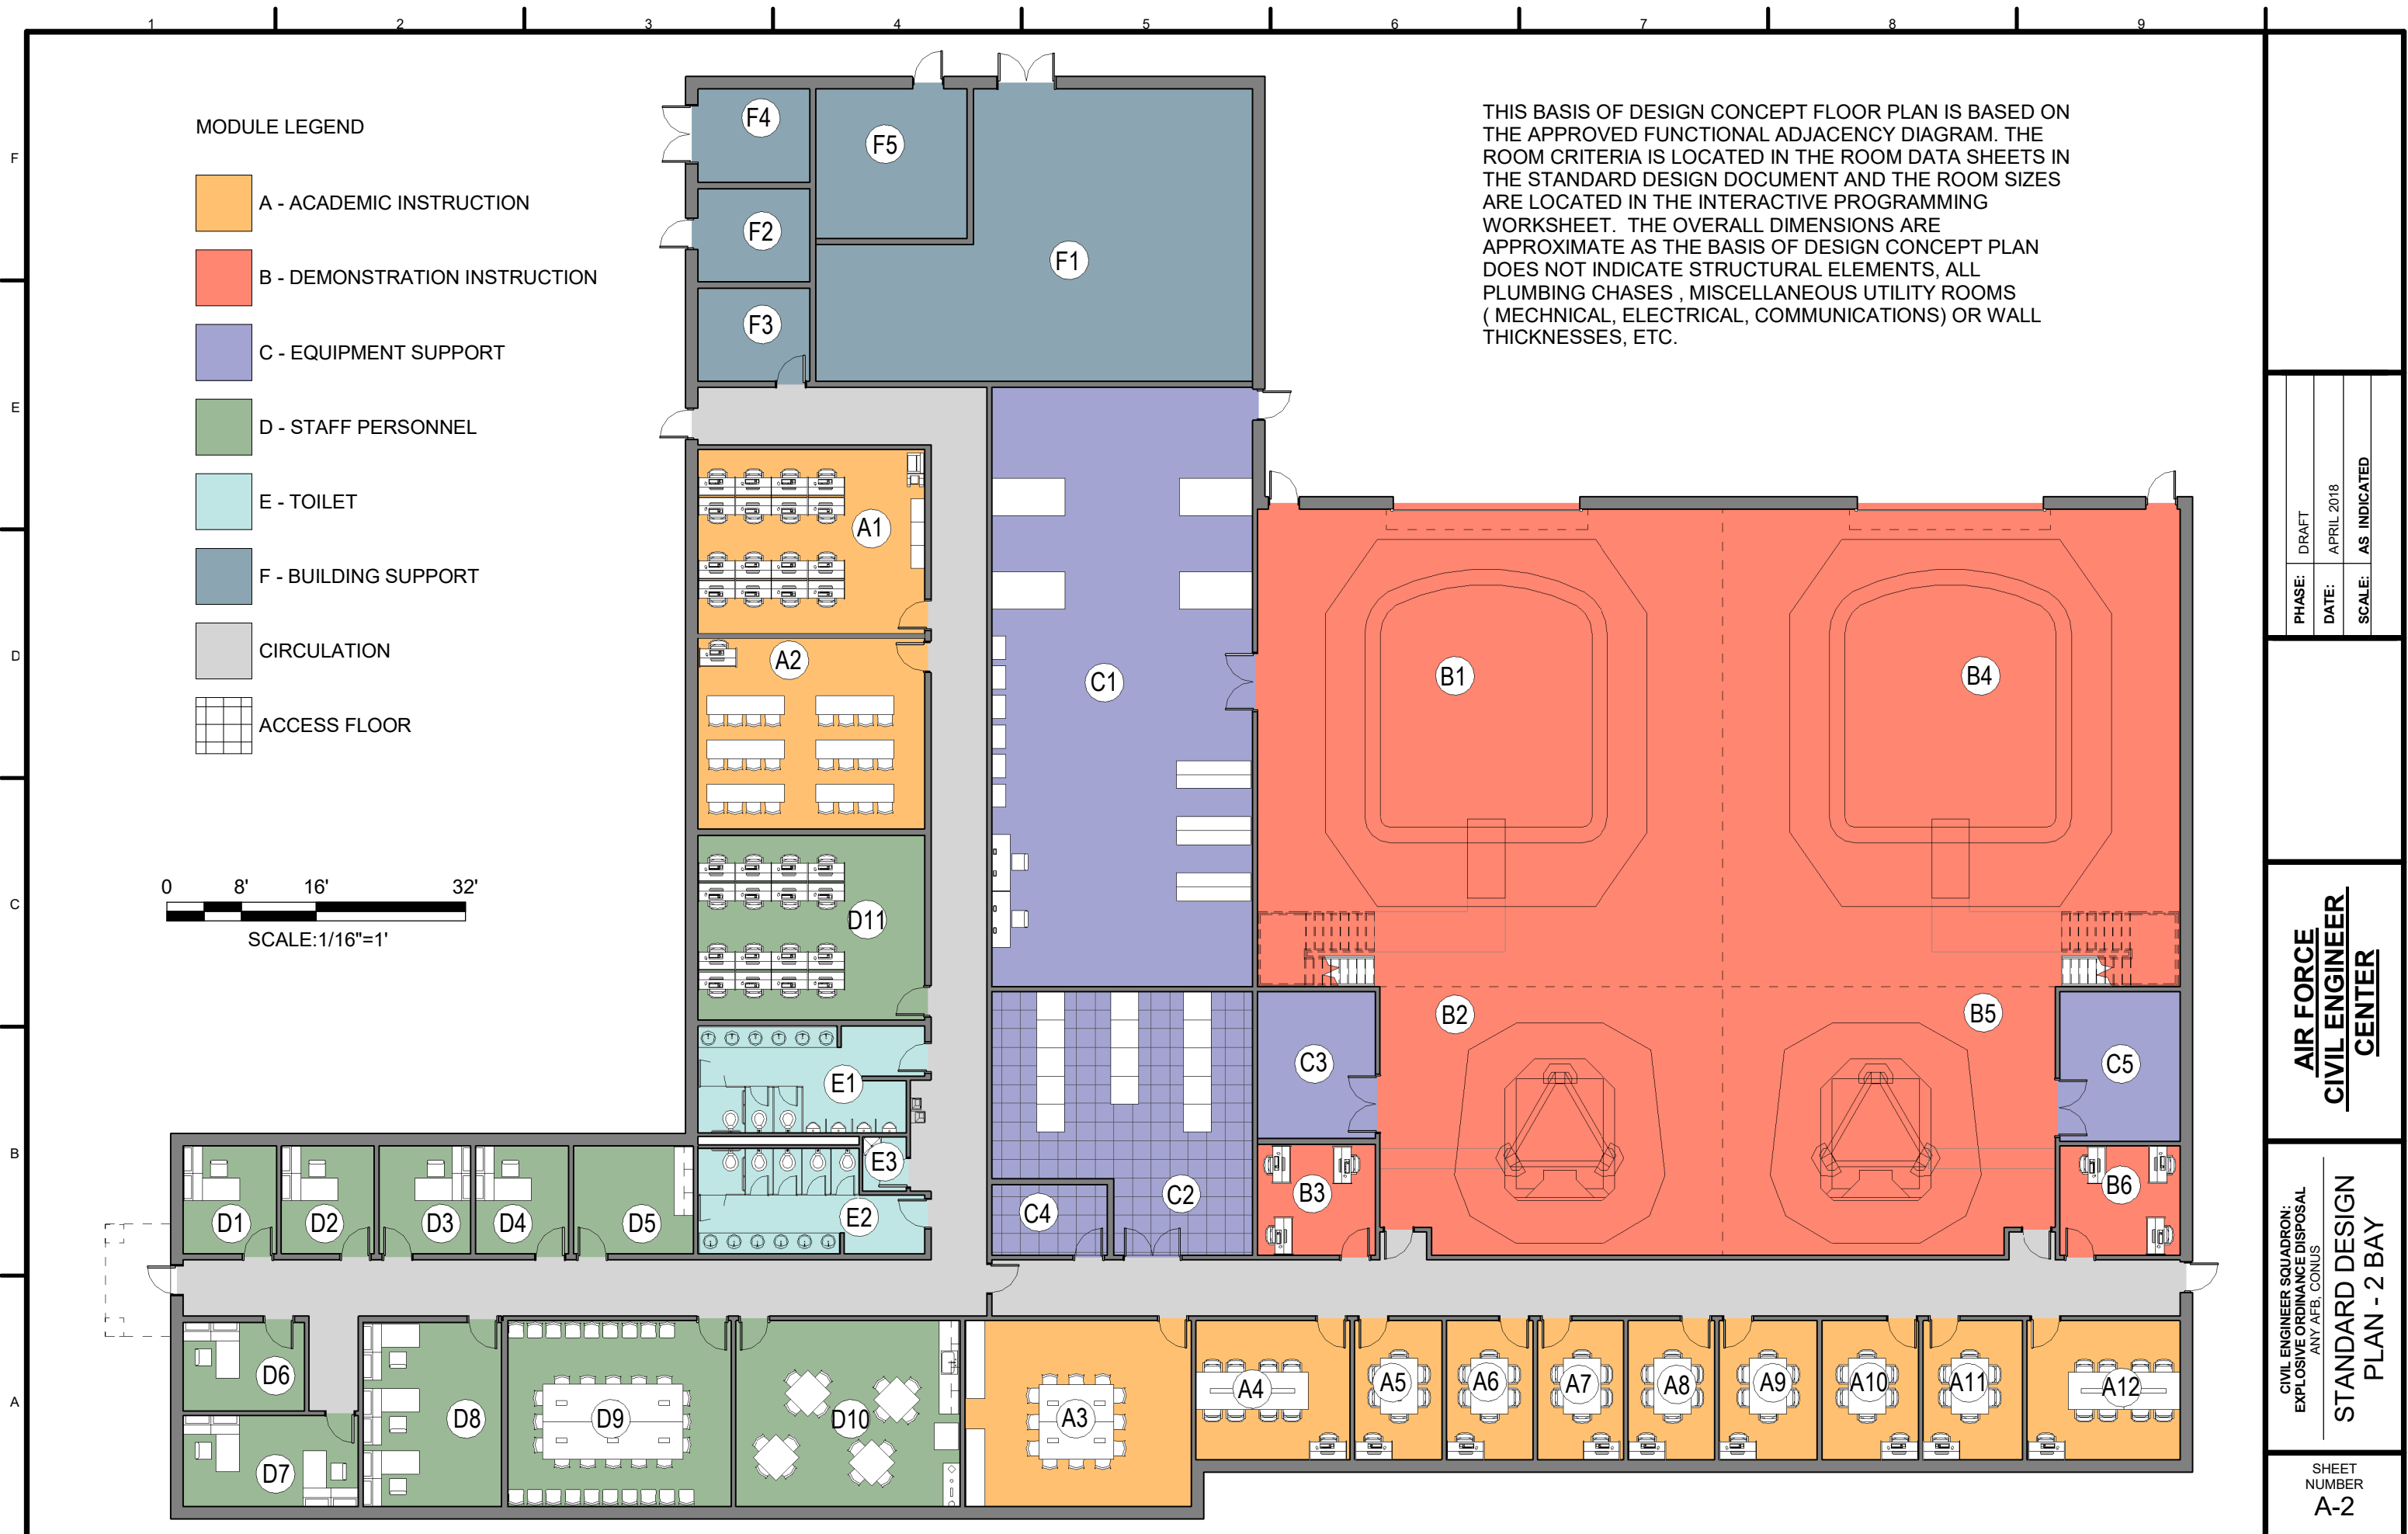 1 2 3 4 5 6 7 8 9
F
E
D
C
B
A
MODULE LEGEND
A - ACADEMIC INSTRUCTION
B - DEMONSTRATION INSTRUCTION
C - EQUIPMENT SUPPORT
D - STAFF PERSONNEL
E - TOILET
F - BUILDING SUPPORT
CIRCULATION
ACCESS FLOOR
0 8' 16' 32'
SCALE:1/16"=1'
THIS BASIS OF DESIGN CONCEPT FLOOR PLAN IS BASED ON
THE APPROVED FUNCTIONAL ADJACENCY DIAGRAM. THE
ROOM CRITERIA IS LOCATED IN THE ROOM DATA SHEETS IN
THE STANDARD DESIGN DOCUMENT AND THE ROOM SIZES
ARE LOCATED IN THE INTERACTIVE PROGRAMMING
WORKSHEET. THE OVERALL DIMENSIONS ARE
APPROXIMATE AS THE BASIS OF DESIGN CONCEPT PLAN
DOES NOT INDICATE STRUCTURAL ELEMENTS, ALL
PLUMBING CHASES , MISCELLANEOUS UTILITY ROOMS
( MECHNICAL, ELECTRICAL, COMMUNICATIONS) OR WALL
THICKNESSES, ETC.
F4
F5
F2
F1
F3
A1
A2
C1
B1
B4
D11
B2
B5
C3
C5
E1
E3
B3
B6
C2
C4
E2
D1
D2
D3
D4
D5
D6
D7
D8
D9
D10
A3
A4
A5
A6
A7
A8
A9
A10
A11
A12
PHASE: DRAFT
DATE: APRIL 2018
SCALE: AS INDICATED
AIR FORCE
CIVIL ENGINEER
CENTER
CIVIL ENGINEER SQUADRON:
EXPLOSIVE ORDINANCE DISPOSAL
ANY AFB, CONUS
STANDARD DESIGN
PLAN - 2 BAY
SHEET
NUMBER
A-2